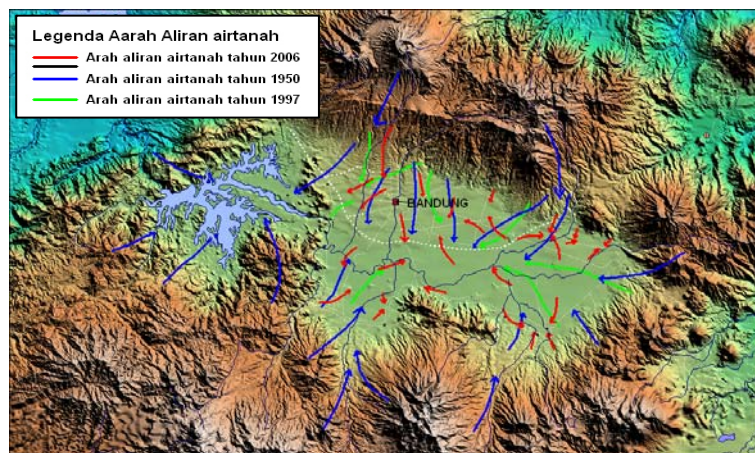 Legenda Aarah Aliran airtanah
Arah aliran airtanah tahun 2006
Arah aliran airtanah tahun 1950
Arah aliran airtanah tahun 1997
BANDUNG